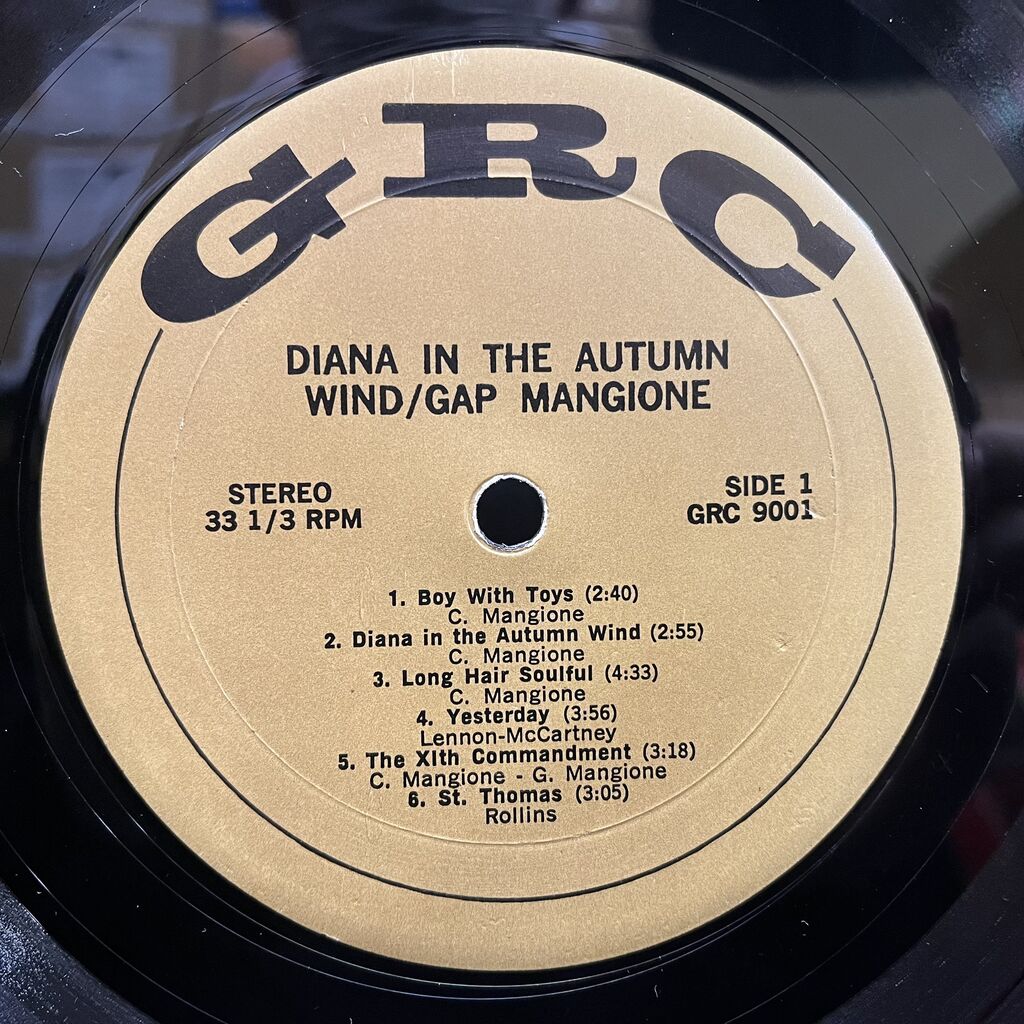 GRC
DIANA IN THE AUTUMN
WIND/GAP MANGIONE
STEREO
33 1/3 RPM
SIDE 1
GRC 9001
1. Boy With Toys (2:40)
C. Mangione
2. Diana in the Autumn Wind (2:55)
C. Mangione
3. Long Hair Soulful (4:33)
C. Mangione
4. Yesterday (3:56)
Lennon-McCartney
5. The XIth Commandment (3:18)
C. Mangione - G. Mangione
6. St. Thomas (3:05)
Rollins